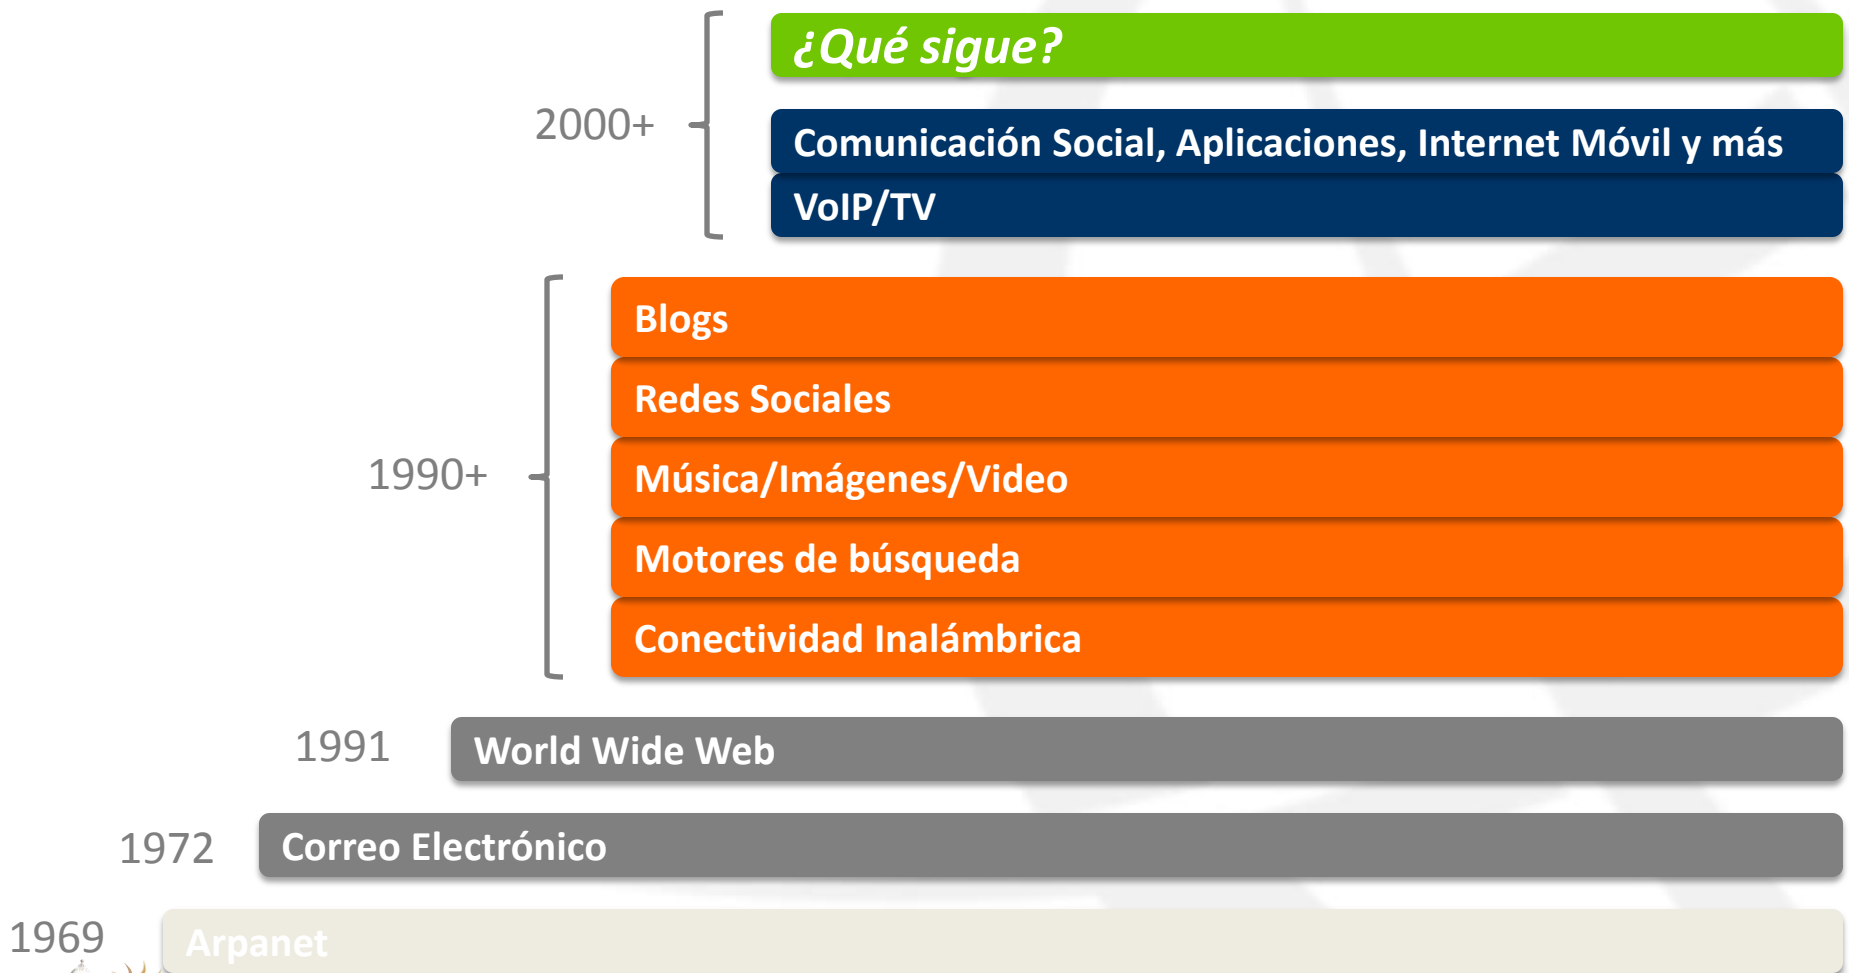 ¿Qué sigue?
2000+
Comunicación Social, Aplicaciones, Internet Móvil y más
VoIP/TV
Blogs
Redes Sociales
1990+
Música/Imágenes/Video
Motores de búsqueda
Conectividad Inalámbrica
1991
World Wide Web
1972
Correo Electrónico
1969
Arpanet